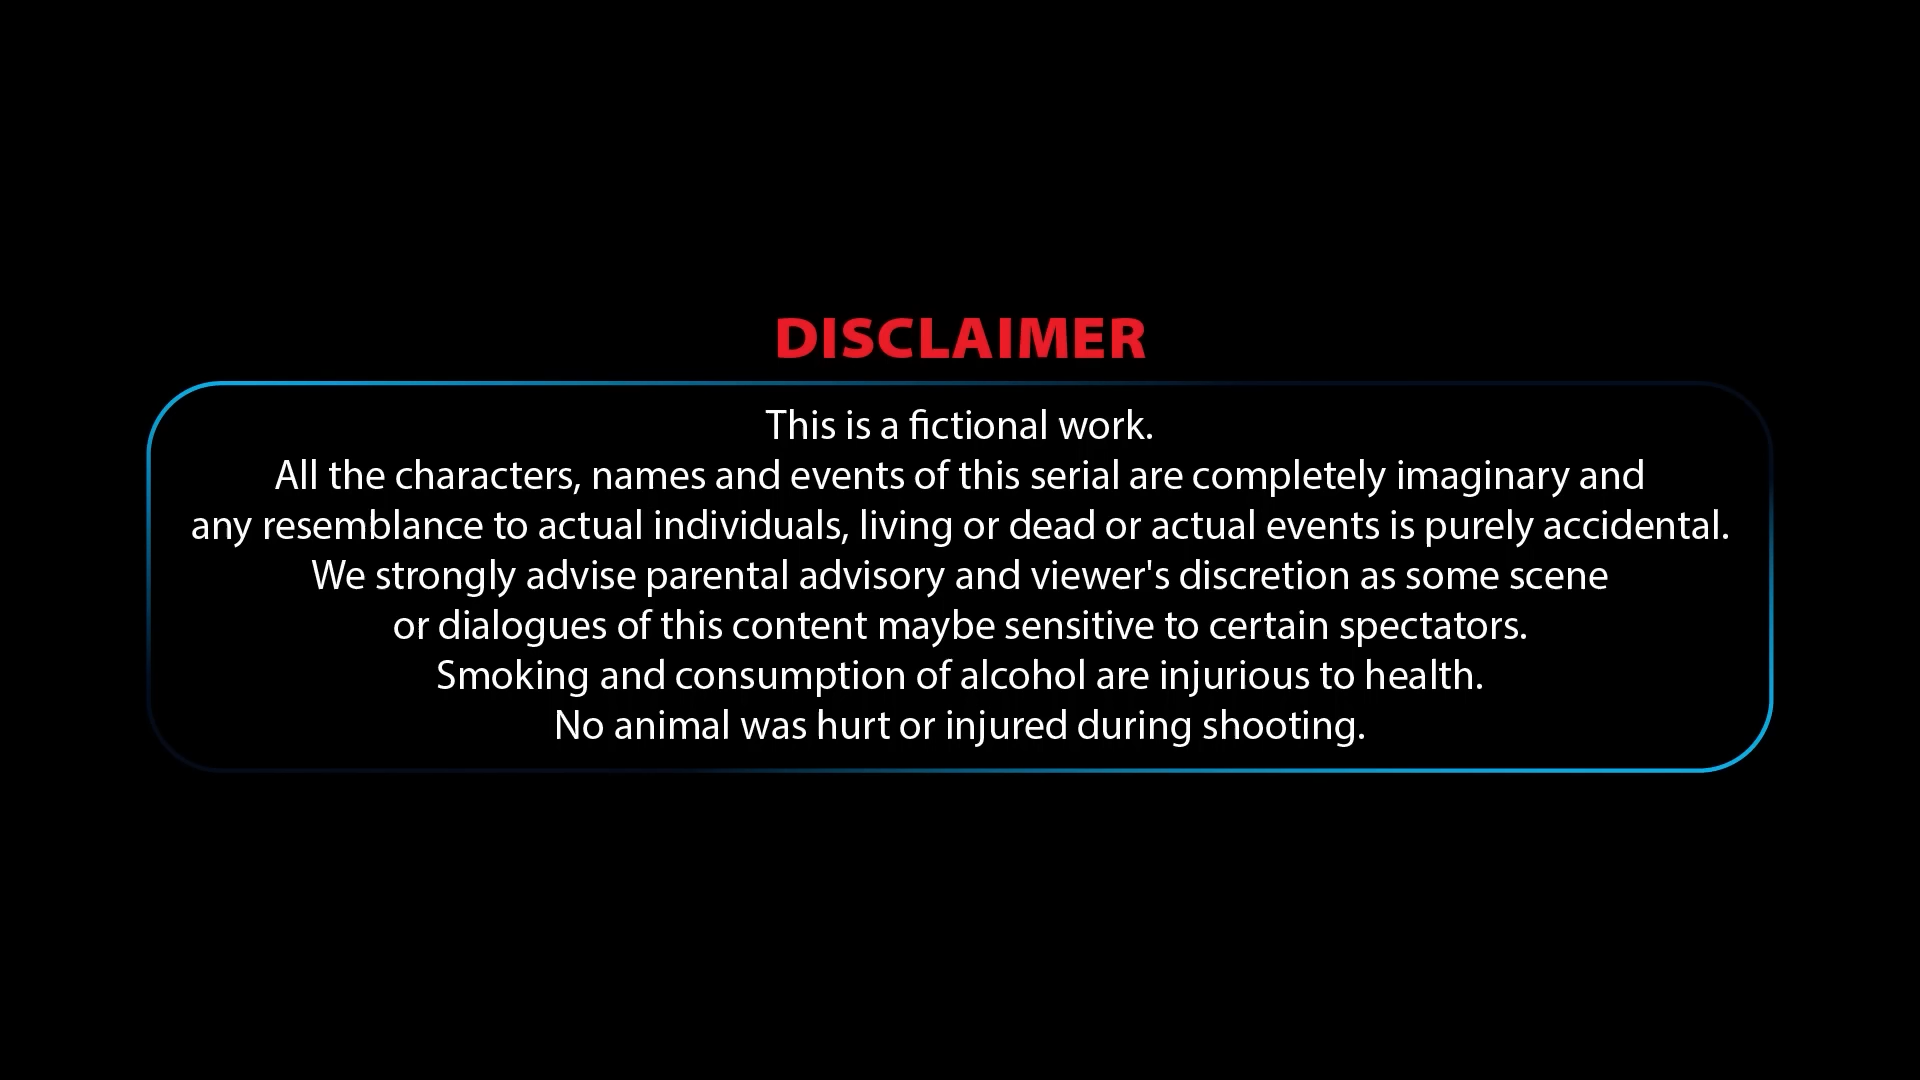 DISCLAIMER
This is a fictional work.
All the characters, names and events of this serial are completely imaginary and
any resemblance to actual individuals, living or dead or actual events is purely accidental.
We strongly advise parental advisory and viewer's discretion as some scene
or dialogues of this content maybe sensitive to certain spectators.
Smoking and consumption of alcohol are injurious to health.
No animal was hurt or injured during shooting.